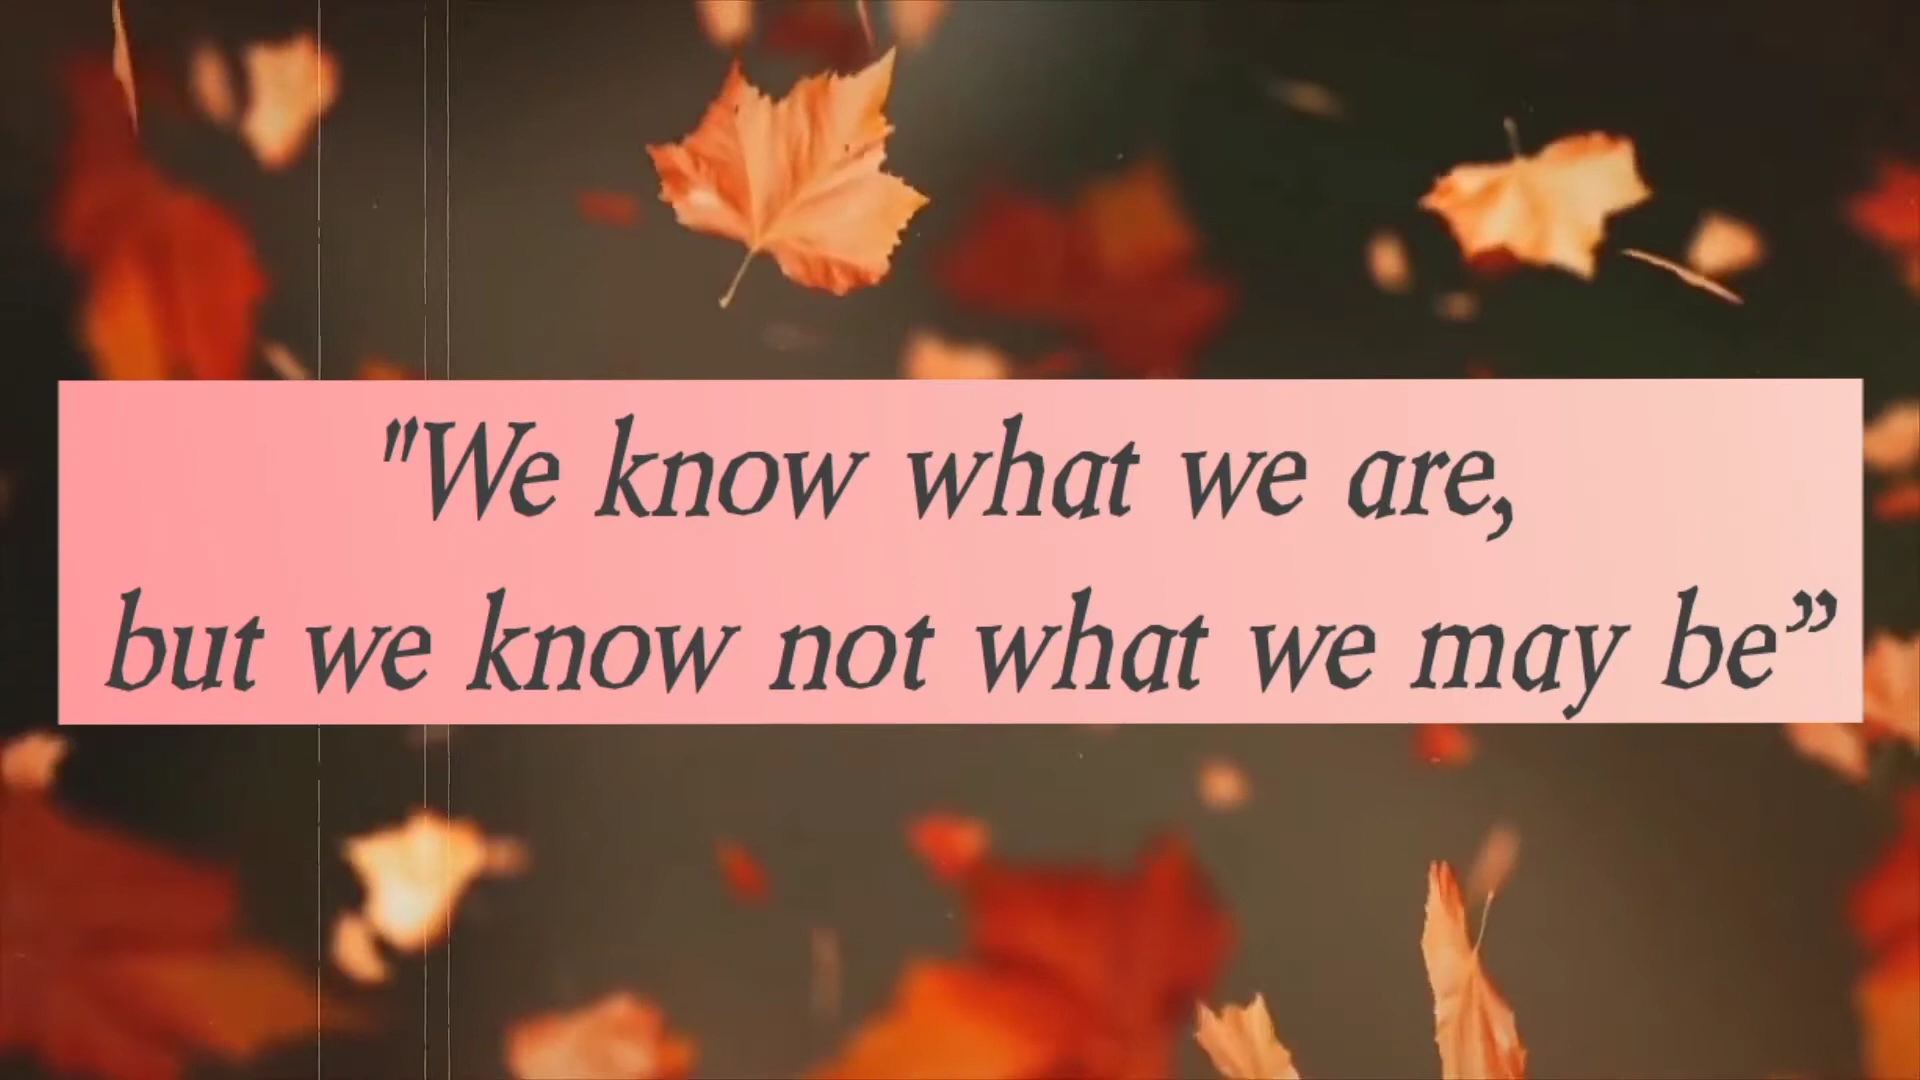 "We know what we are,
but we know not what we may be”